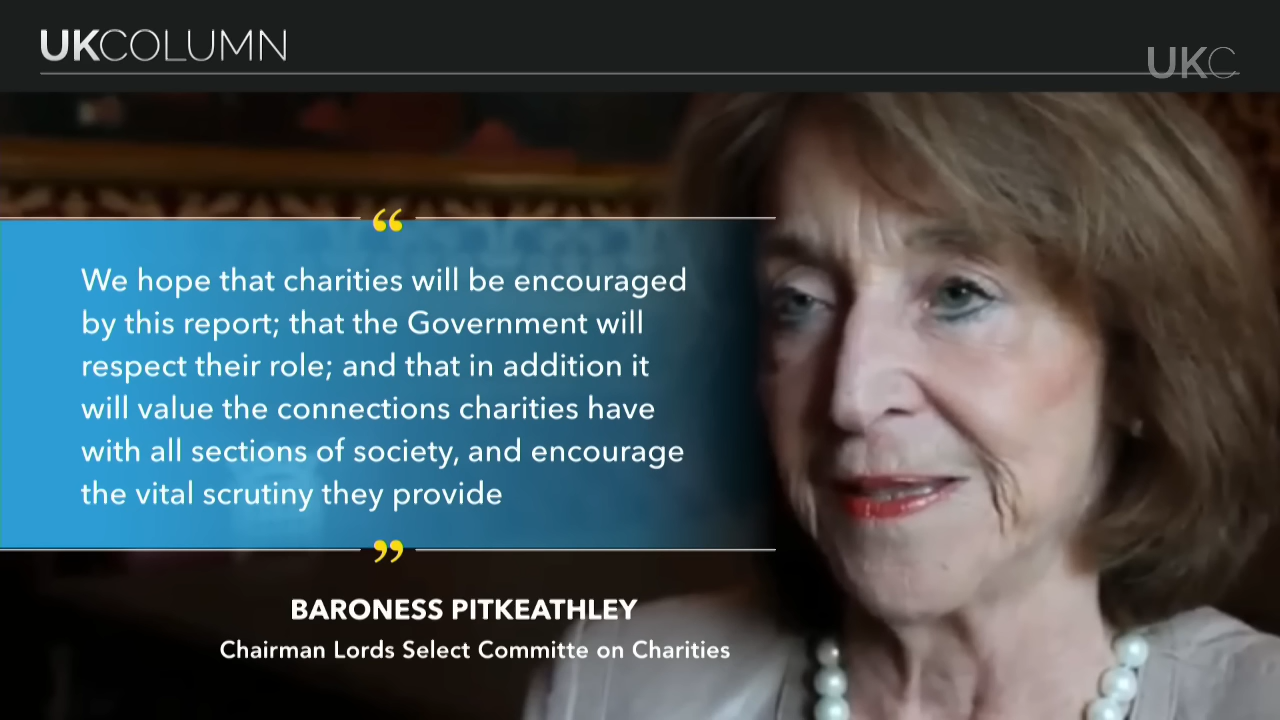 UKCOLUMN
UKC
“
We hope that charities will be encouraged
by this report; that the Government will
respect their role; and that in addition it
will value the connections charities have
with all sections of society, and encourage
the vital scrutiny they provide
”
BARONESS PITKEATHLEY
Chairman Lords Select Committe on Charities